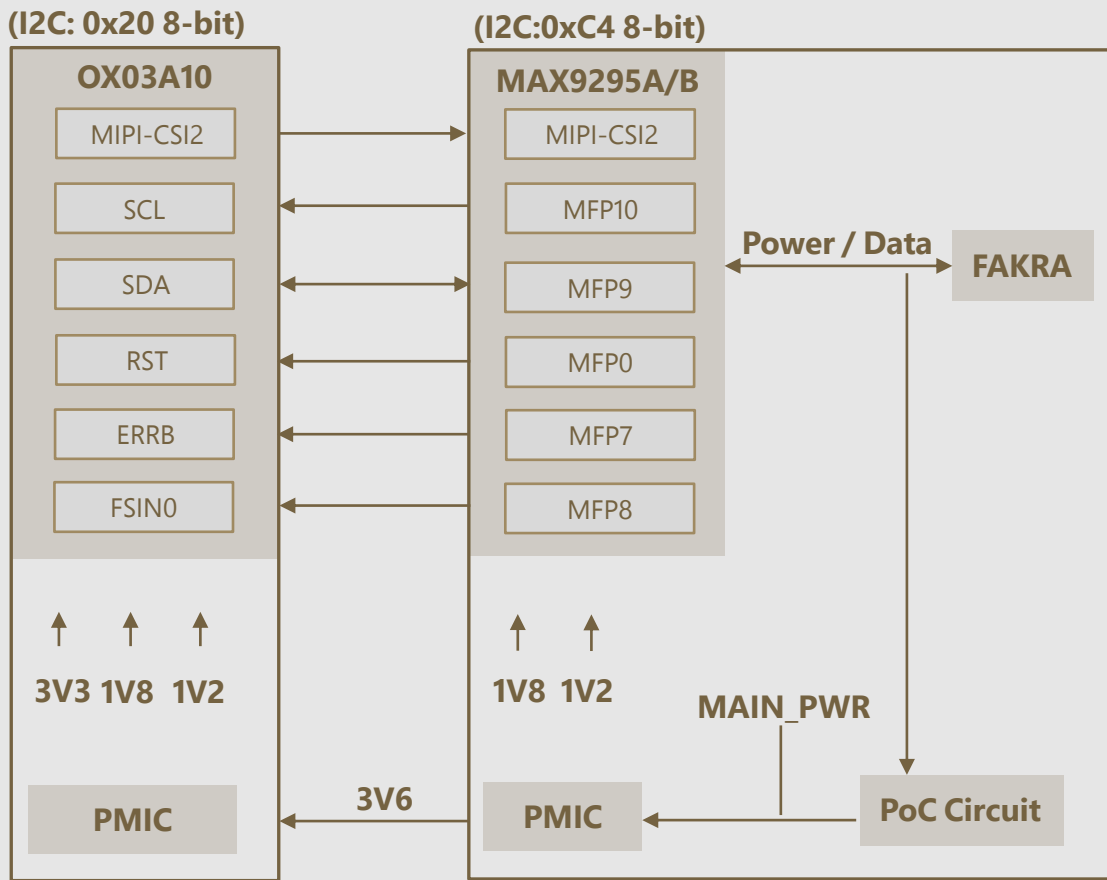 (I2C: 0x20 8-bit)
OX03A10
MIPI-CSI2
SCL
SDA
RST
ERRB
FSIN0
3V3 1V8 1V2
PMIC
3V6
(I2C:0xC4 8-bit)
MAX9295A/B
MIPI-CSI2
MFP10
MFP9
MFP0
MFP7
MFP8
1V8 1V2
PMIC
Power / Data
FAKRA
MAIN_PWR
PoC Circuit